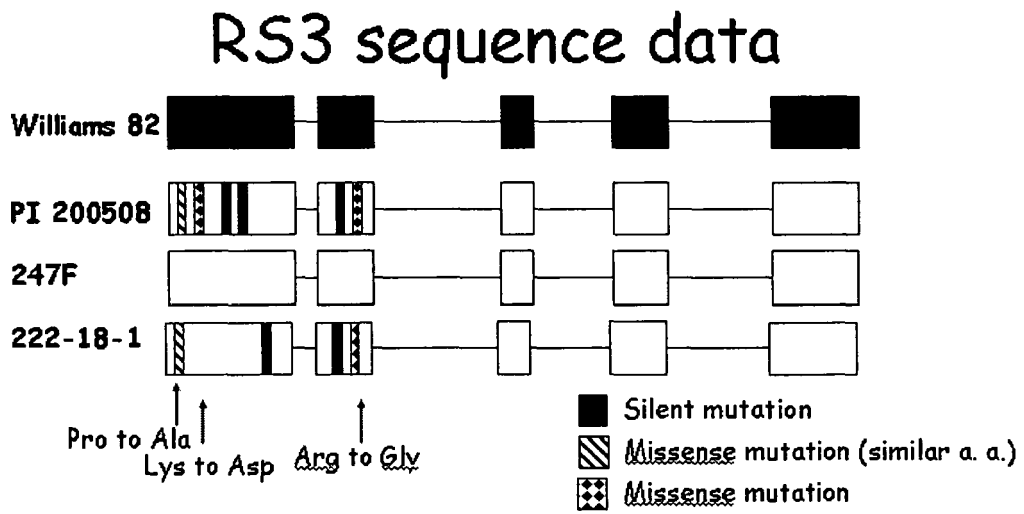 RS3 sequence data
Williams 82
PI 200508
247F
222-18-1
Pro to Ala
Lys to Asp
Arg to Gly
Silent mutation
Missense mutation (similar a. a.)
Missense mutation